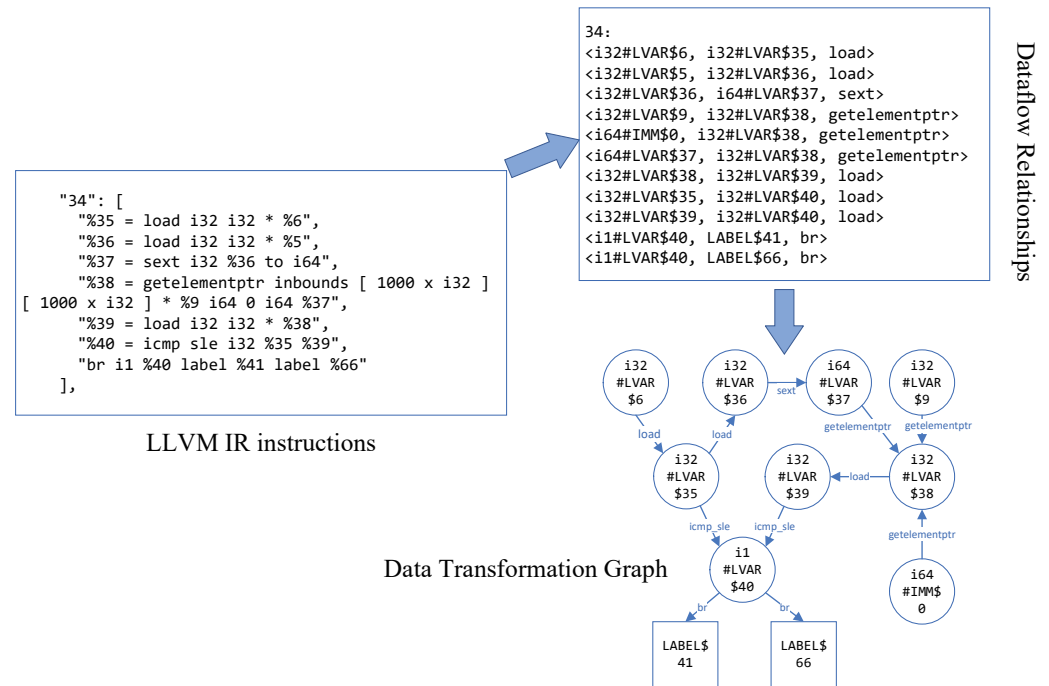 "34": [
"%35 = load i32 i32 * %6",
"%36 = load i32 i32 * %5",
"%37 = sext i32 %36 to i64",
"%38 = getelementptr inbounds [ 1000 x i32 ]
[ 1000 x i32 ] * %9 i64 0 i64 %37",
"%39 = load i32 i32 * %38",
"%40 = icmp sle i32 %35 %39",
"br i1 %40 label %41 label %66"
],
LLVM IR instructions
34:
<i32#LVAR$6, i32#LVAR$35, load>
<i32#LVAR$5, i32#LVAR$36, load>
<i32#LVAR$36, i64#LVAR$37, sext>
<i32#LVAR$9, i32#LVAR$38, getelementptr>
<i64#IMM$0, i32#LVAR$38, getelementptr>
<i64#LVAR$37, i32#LVAR$38, getelementptr>
<i32#LVAR$38, i32#LVAR$39, load>
<i32#LVAR$35, i32#LVAR$40, load>
<i32#LVAR$39, i32#LVAR$40, load>
<i1#LVAR$40, LABEL$41, br>
<i1#LVAR$40, LABEL$66, br>
Dataflow Relationships
i32
#LVAR
$6
i32
#LVAR
$36
sext
i64
#LVAR
$37
i32
#LVAR
$9
load
load
getelementptr
getelementptr
i32
#LVAR
$35
i32
#LVAR
$39
load
i32
#LVAR
$38
icmp_sle
icmp_sle
getelementptr
i1
#LVAR
$40
i64
#IMM$
0
Data Transformation Graph
br
br
LABEL$
41
LABEL$
66